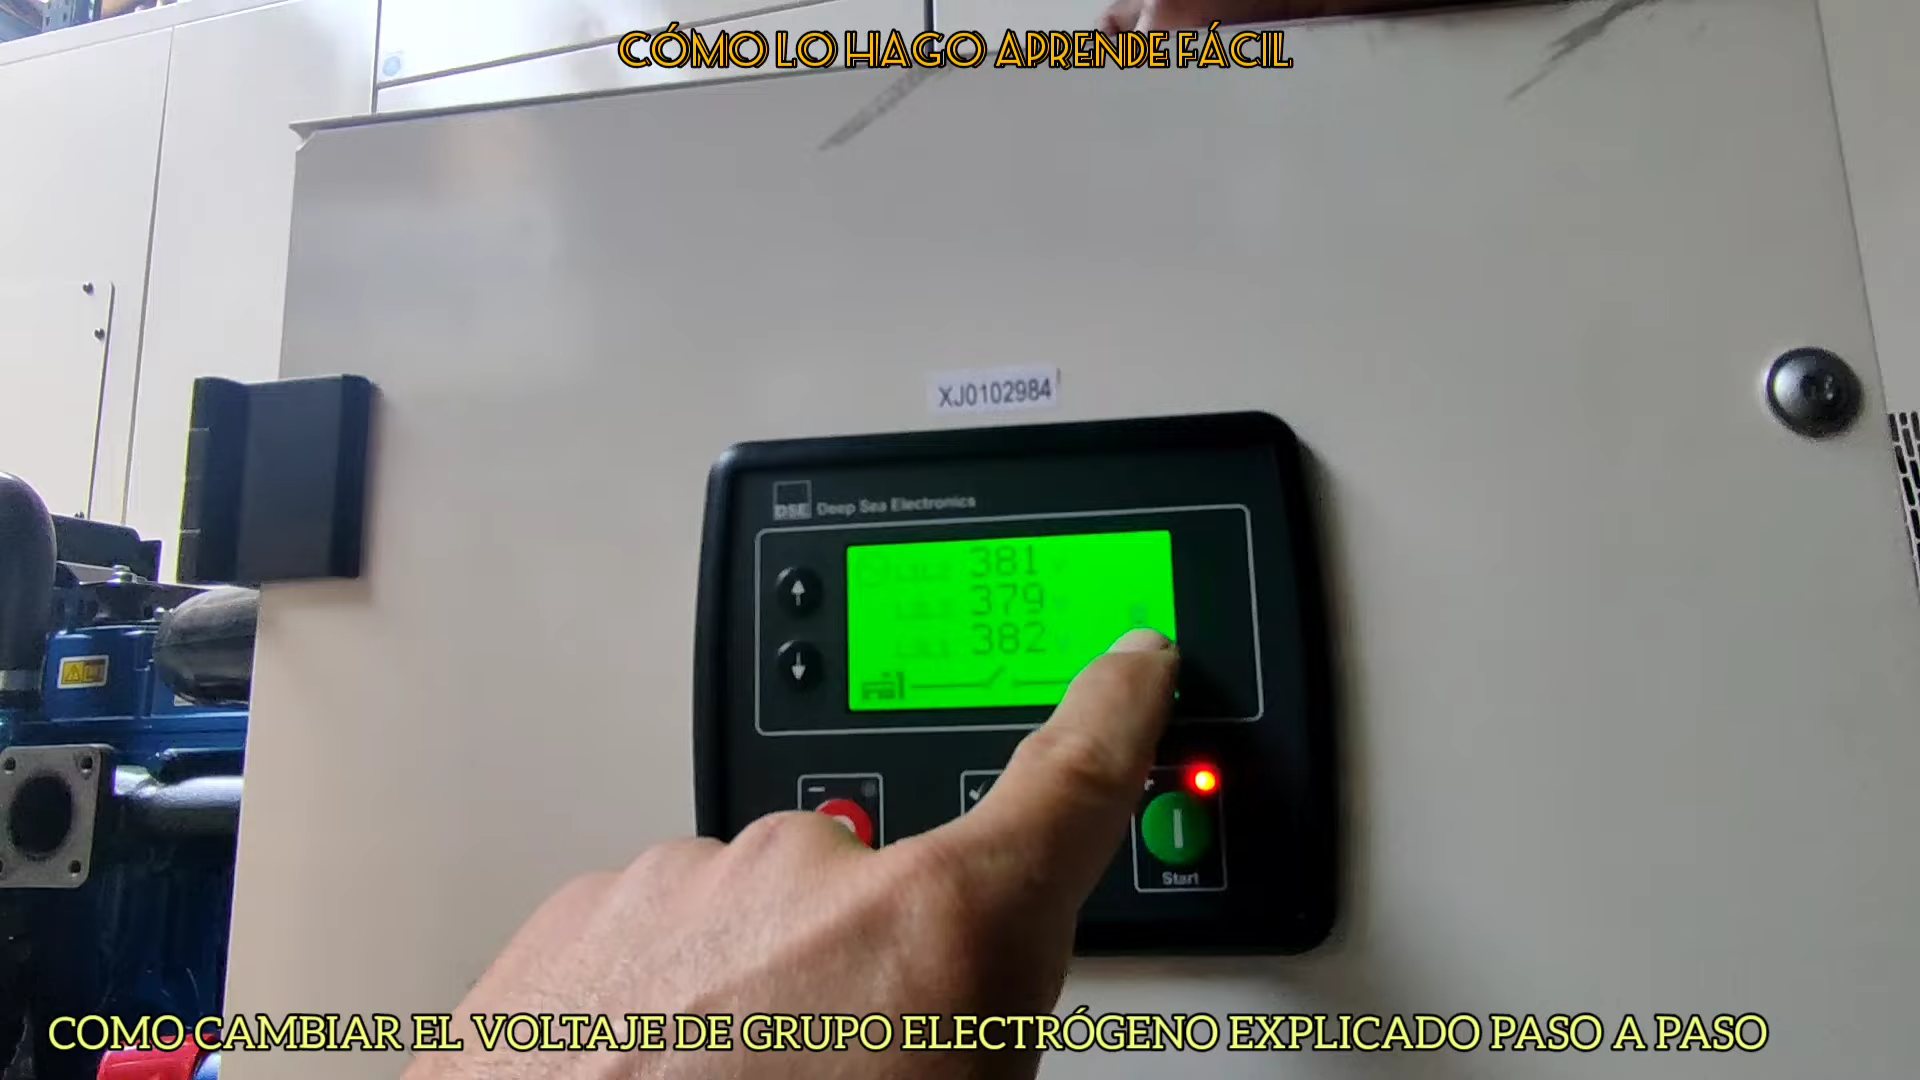 CÓMO LO HAGO APRENDE FÁCIL
XJ0102984
DSE Deep Sea Electronics
381 V
379
382 V
Start
COMO CAMBIAR EL VOLTAJE DE GRUPO ELECTRÓGENO EXPLICADO PASO A PASO